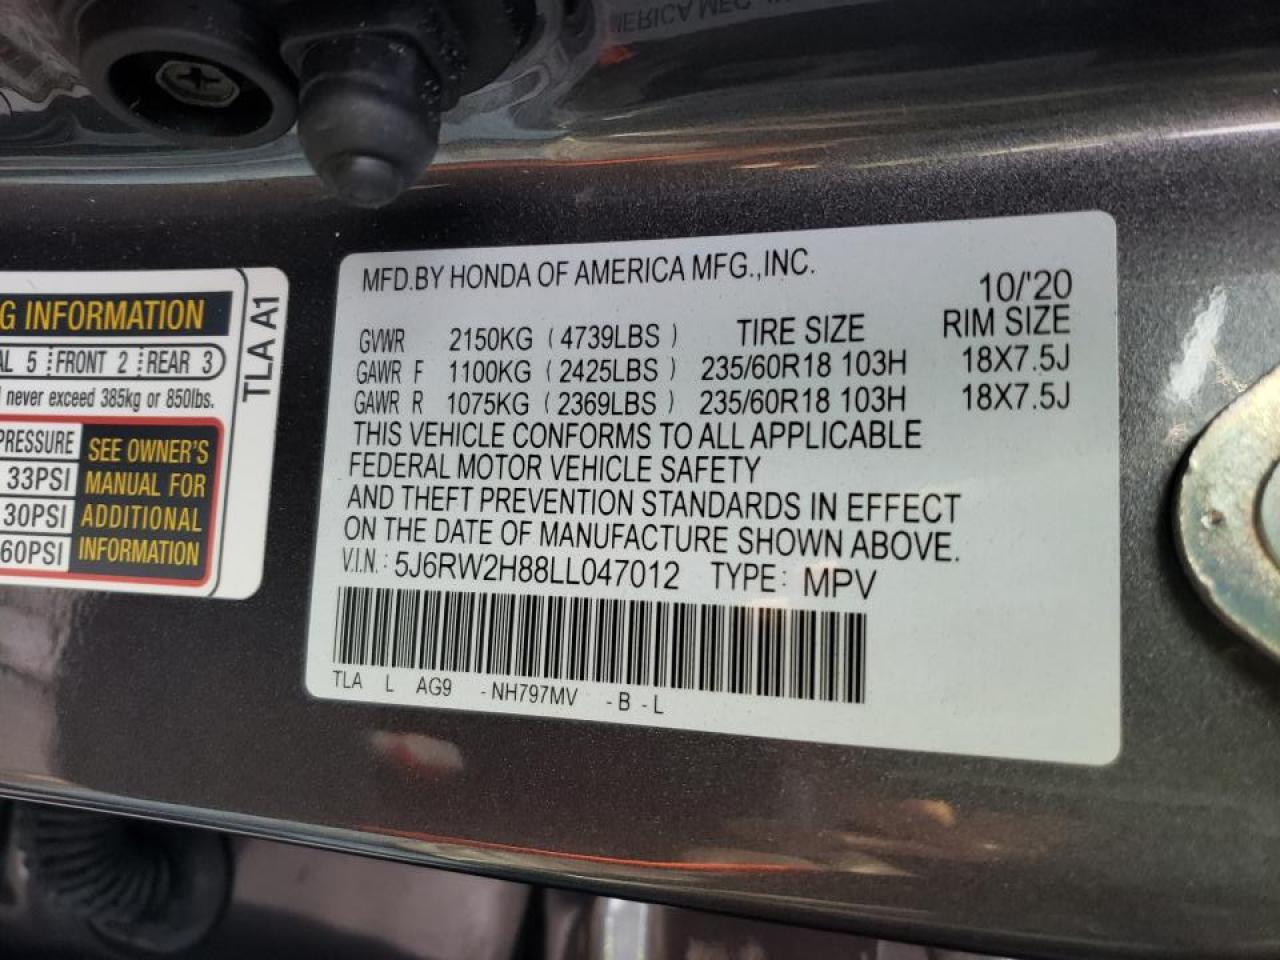 MFD.BY HONDA OF AMERICA MFG.,INC.
10/'20
GVWR 2150KG ( 4739LBS ) TIRE SIZE RIM SIZE
GAWR F 1100KG ( 2425LBS ) 235/60R18 103H 18X7.5J
GAWR R 1075KG ( 2369LBS ) 235/60R18 103H 18X7.5J
THIS VEHICLE CONFORMS TO ALL APPLICABLE
FEDERAL MOTOR VEHICLE SAFETY
AND THEFT PREVENTION STANDARDS IN EFFECT
ON THE DATE OF MANUFACTURE SHOWN ABOVE.
V.I.N.: 5J6RW2H88LL047012 TYPE: MPV
TLA L AG9 -NH797MV -B -L
G INFORMATION
AL 5 FRONT 2 REAR 3
never exceed 385kg or 850lbs.
PRESSURE
33PSI
30PSI
60PSI
SEE OWNER'S
MANUAL FOR
ADDITIONAL
INFORMATION
TLA A1